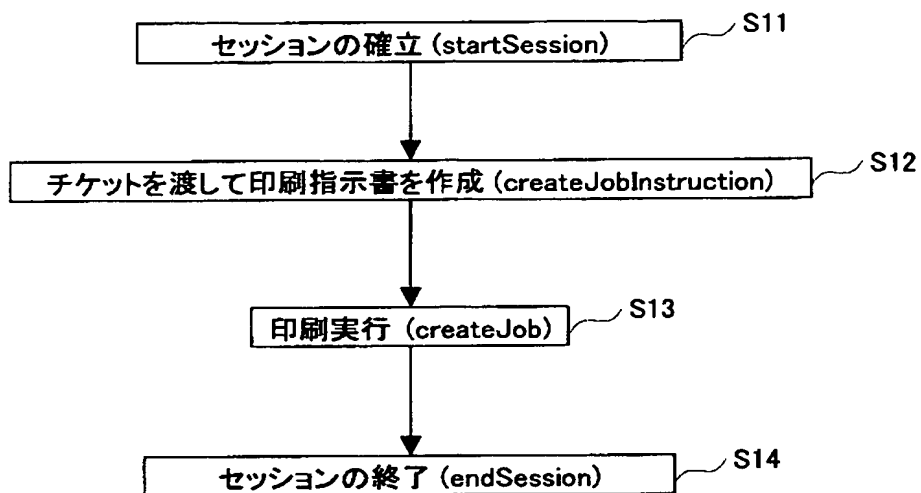 セッションの確立 (startSession)
S11
チケットを渡して印刷指示書を作成 (createJobInstruction)
S12
印刷実行 (createJob)
S13
セッションの終了 (endSession)
S14